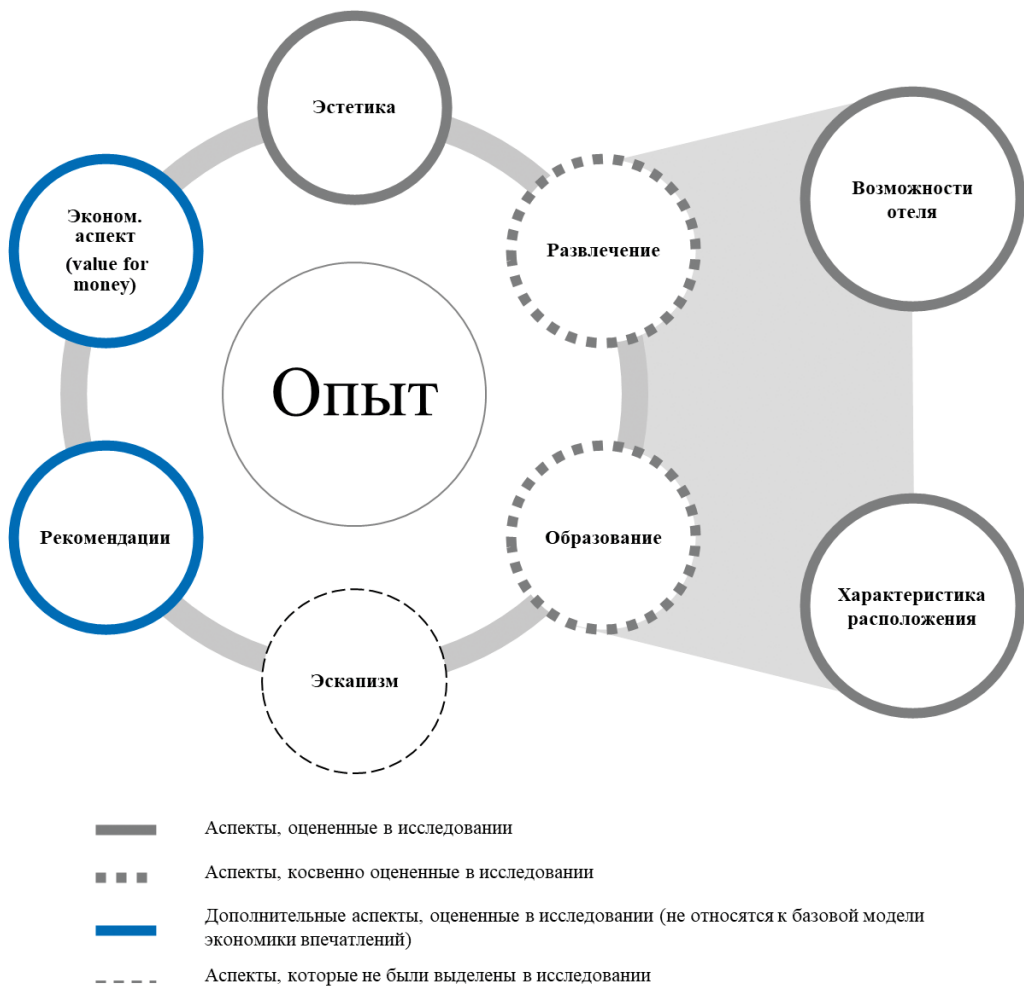 Эстетика
Эконом.
аспект
(value for
money)
Развлечение
Возможности
отеля
Опыт
Рекомендации
Образование
Характеристика
расположения
Эскапизм
Аспекты, оцененные в исследовании
Аспекты, косвенно оцененные в исследовании
Дополнительные аспекты, оцененные в исследовании (не относятся к базовой модели
экономики впечатлений)
Аспекты, которые не были выделены в исследовании